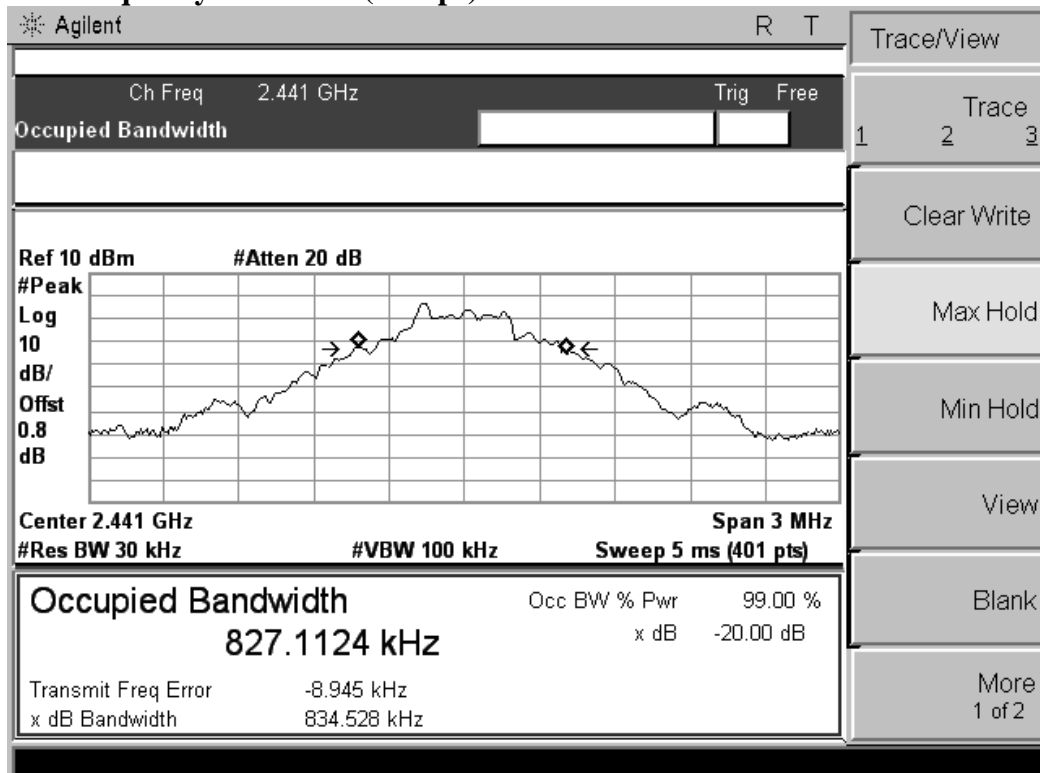 Agilent R T
Trace/View
Ch Freq 2.441 GHz Trig Free
Occupied Bandwidth
Trace
1 2 3
Clear Write
Max Hold
Min Hold
View
Blank
More
1 of 2
Ref 10 dBm #Atten 20 dB
#Peak
Log
10
dB/
Offst
0.8
dB
Center 2.441 GHz Span 3 MHz
#Res BW 30 kHz #VBW 100 kHz Sweep 5 ms (401 pts)
Occupied Bandwidth
827.1124 kHz
Occ BW % Pwr 99.00 %
x dB -20.00 dB
Transmit Freq Error -8.945 kHz
x dB Bandwidth 834.528 kHz